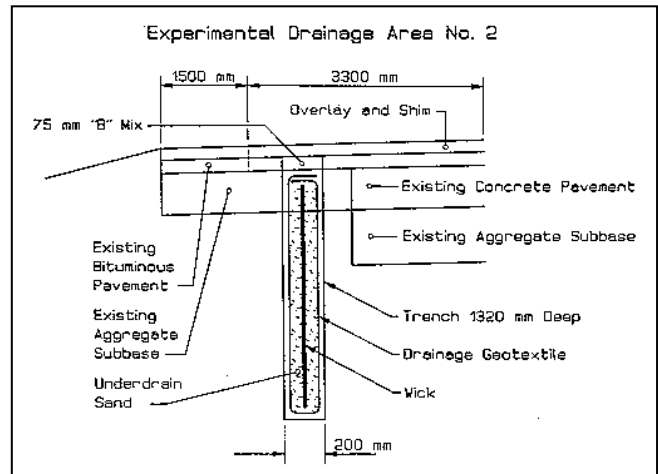 Experimental Drainage Area No. 2
1500 mm
3300 mm
Overlay and Shim
75 mm "B" Mix
Existing Concrete Pavement
Existing Aggregate Subbase
Existing
Bituminous
Pavement
Existing
Aggregate
Subbase
Underdrain
Sand
Trench 1320 mm Deep
Drainage Geotextile
Wick
200 mm